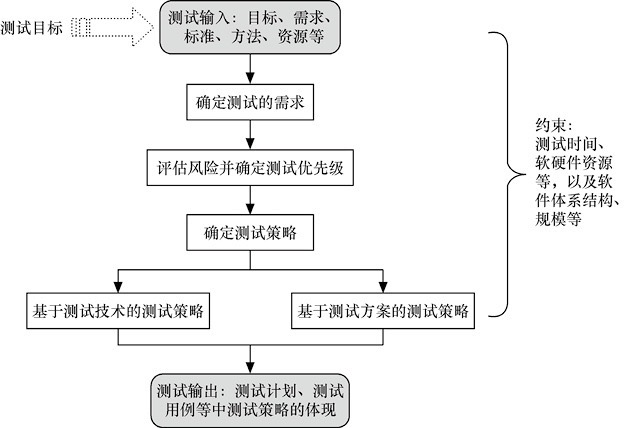 测试目标
测试输入：目标、需求、
标准、方法、资源等
确定测试的需求
评估风险并确定测试优先级
确定测试策略
基于测试技术的测试策略
基于测试方案的测试策略
测试输出：测试计划、测试
用例等中测试策略的体现
约束：
测试时间、
软硬件资源
等，以及软
件体系结构、
规模等